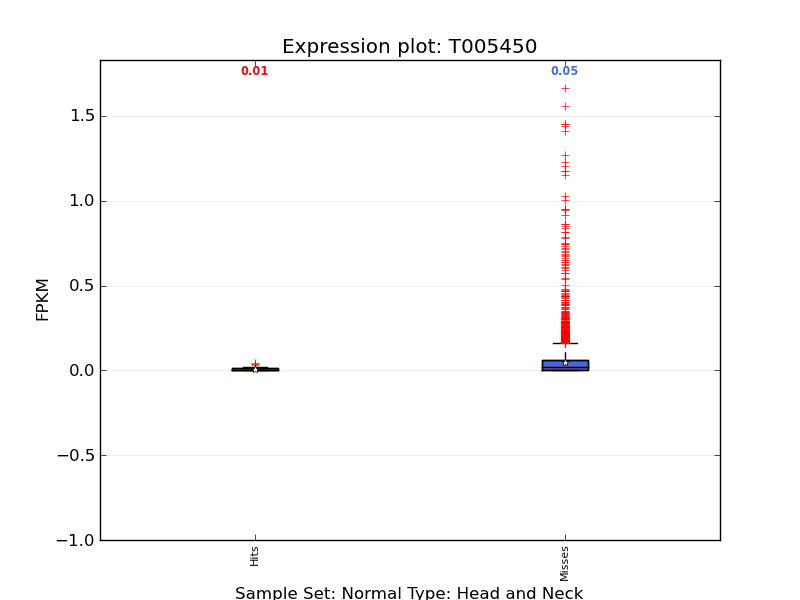 Expression plot: T005450
0.01
0.05
1.5
1.0
0.5
0.0
−0.5
−1.0
FPKM
Hits
Misses
Sample Set: Normal Type: Head and Neck